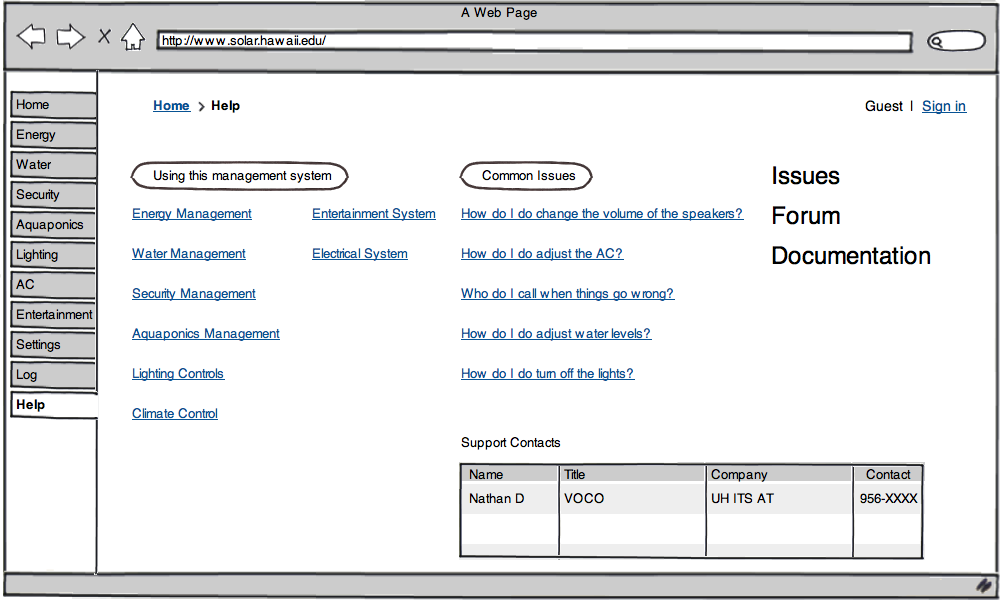 A Web Page
http://www.solar.hawaii.edu/
Home
Energy
Water
Security
Aquaponics
Lighting
AC
Entertainment
Settings
Log
Help
Home > Help
Guest | Sign in
Using this management system
Energy Management
Water Management
Security Management
Aquaponics Management
Lighting Controls
Climate Control
Entertainment System
Electrical System
Common Issues
How do I do change the volume of the speakers?
How do I do adjust the AC?
Who do I call when things go wrong?
How do I do adjust water levels?
How do I do turn off the lights?
Issues
Forum
Documentation
Support Contacts
Name Title Company Contact
Nathan D VOCO UH ITS AT 956-XXXX